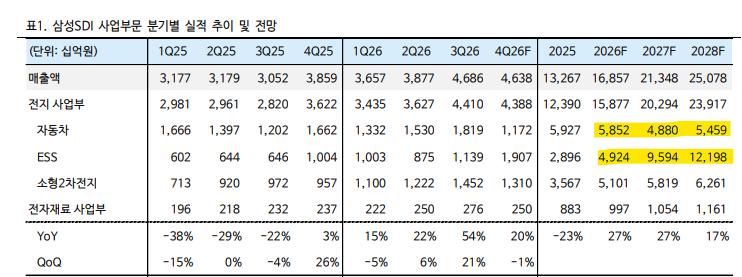 표1. 삼성SDI 사업부문 분기별 실적 추이 및 전망
(단위: 십억원) 1Q25 2Q25 3Q25 4Q25 1Q26 2Q26 3Q26 4Q26F 2025 2026F 2027F 2028F
매출액 3,177 3,179 3,052 3,859 3,657 3,877 4,686 4,638 13,267 16,857 21,348 25,078
전지 사업부 2,981 2,961 2,820 3,622 3,435 3,627 4,410 4,388 12,390 15,877 20,294 23,917
자동차 1,666 1,397 1,202 1,662 1,332 1,530 1,819 1,172 5,927 5,852 4,880 5,459
ESS 602 644 646 1,004 1,003 875 1,139 1,907 2,896 4,924 9,594 12,198
소형2차전지 713 920 972 957 1,100 1,222 1,452 1,310 3,567 5,101 5,819 6,261
전자재료 사업부 196 218 232 237 222 250 276 250 883 997 1,054 1,161
YoY -38% -29% -22% 3% 15% 22% 54% 20% -23% 27% 27% 17%
QoQ -15% 0% -4% 26% -5% 6% 21% -1%